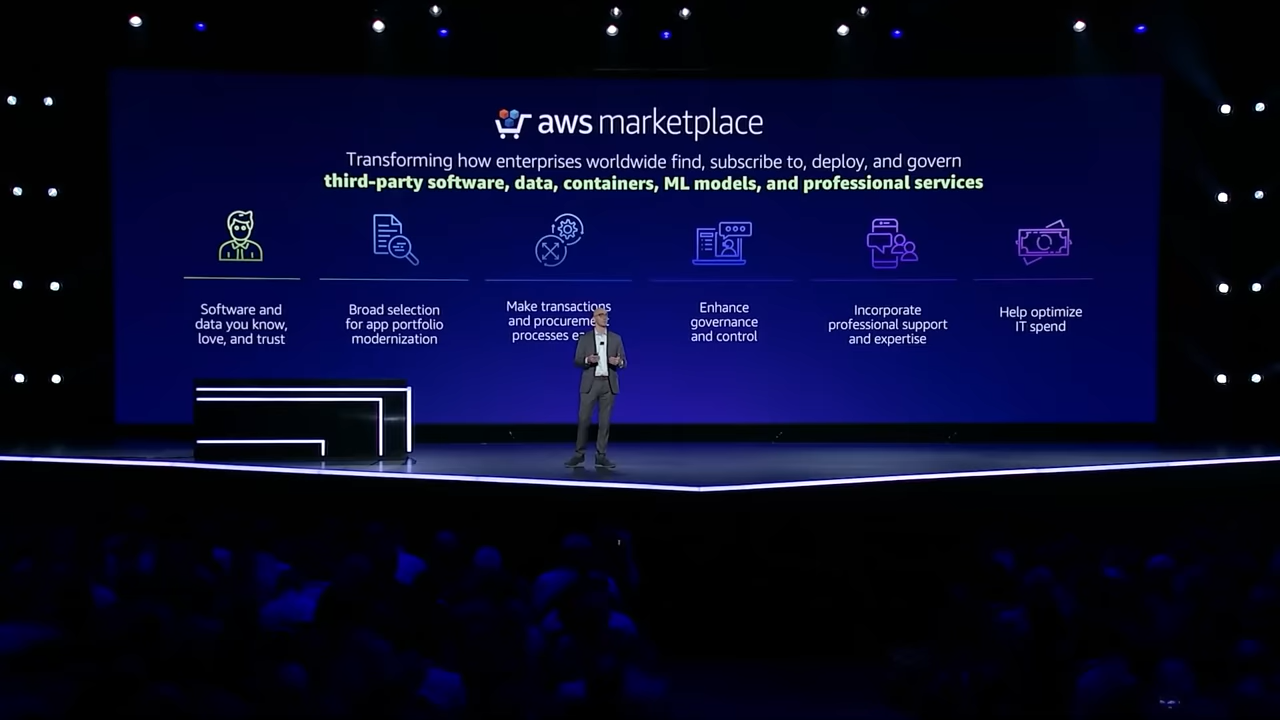 aws marketplace
Transforming how enterprises worldwide find, subscribe to, deploy, and govern
third-party software, data, containers, ML models, and professional services
Software and
data you know,
love, and trust
Broad selection
for app portfolio
modernization
Make transactions
and procureme
processes ea
Enhance
governance
and control
Incorporate
professional support
and expertise
Help optimize
IT spend